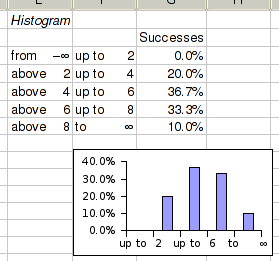 Histogram
Successes
from -∞ up to 2 0.0%
above 2 up to 4 20.0%
above 4 up to 6 36.7%
above 6 up to 8 33.3%
above 8 to ∞ 10.0%
40.0%
30.0%
20.0%
10.0%
0.0%
up to 2 up to 6 to ∞